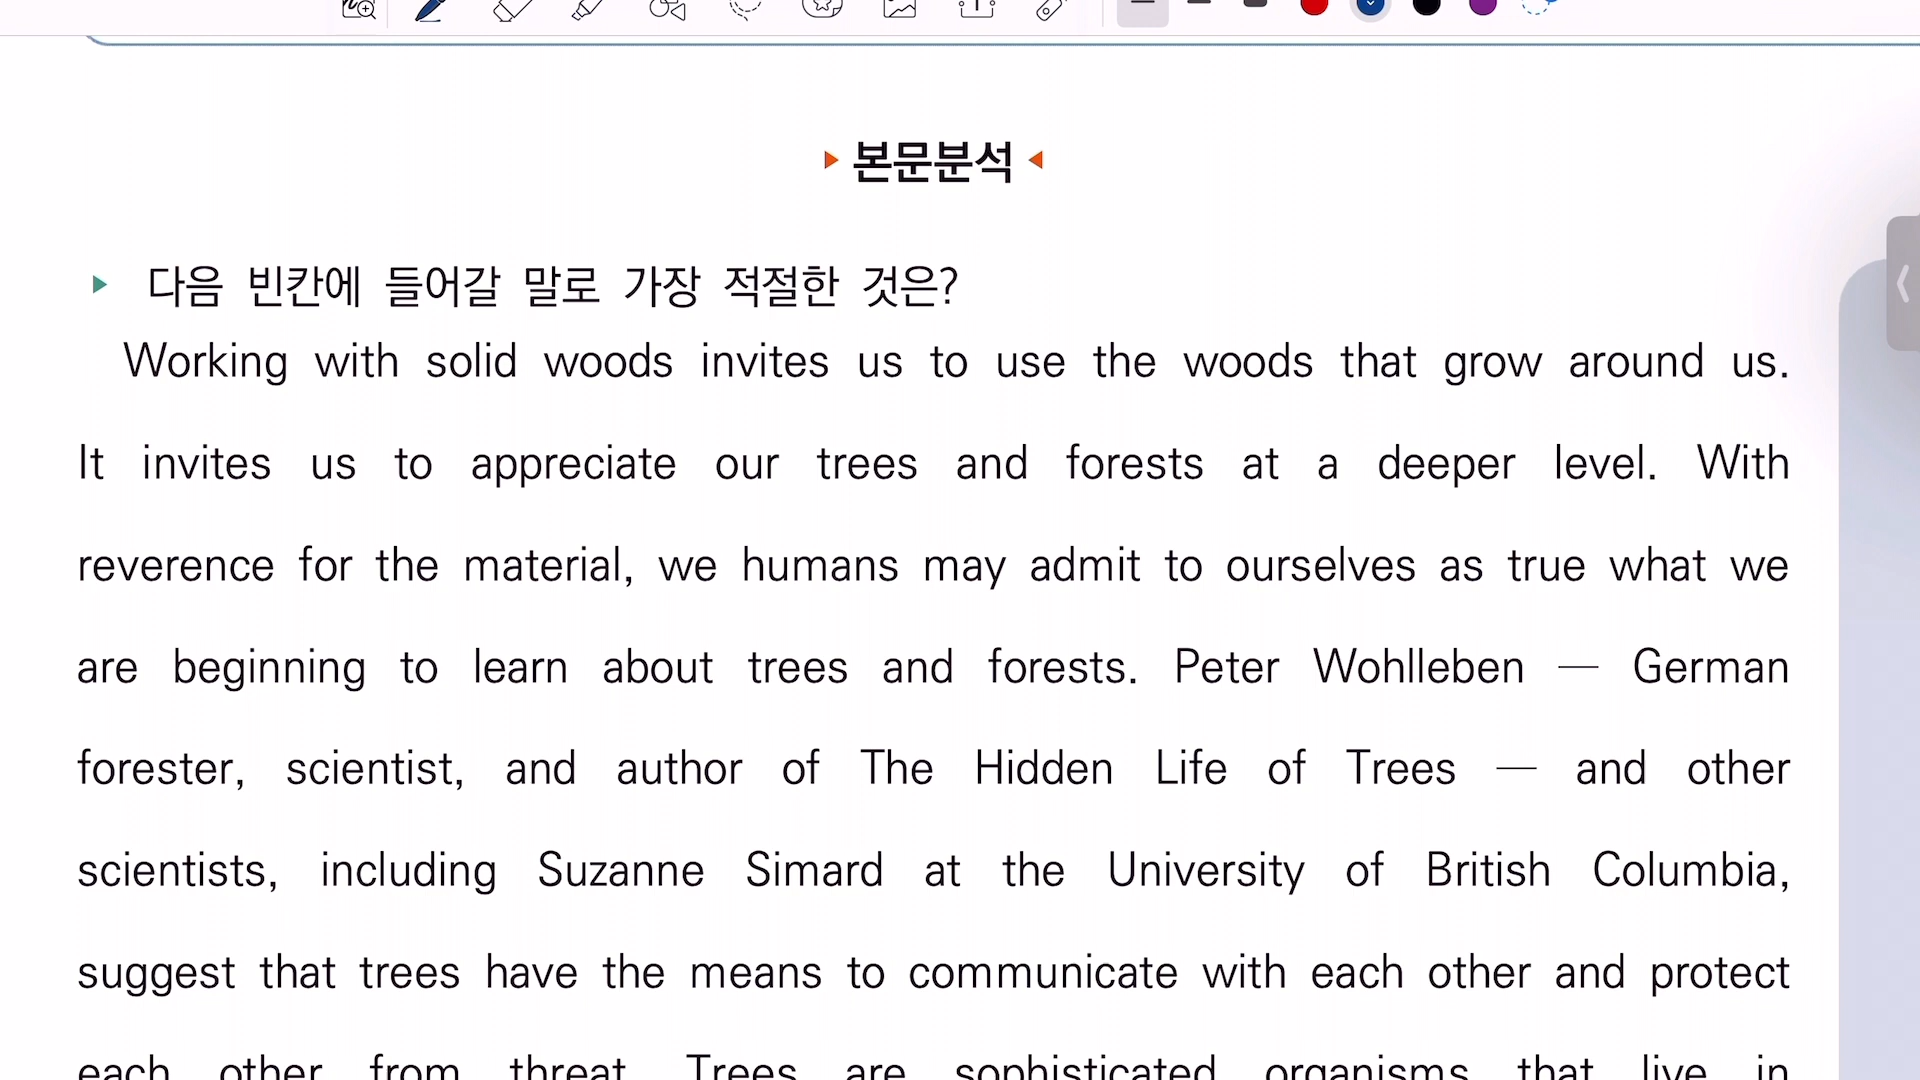 본문분석
다음 빈칸에 들어갈 말로 가장 적절한 것은?
Working with solid woods invites us to use the woods that grow around us.
It invites us to appreciate our trees and forests at a deeper level. With
reverence for the material, we humans may admit to ourselves as true what we
are beginning to learn about trees and forests. Peter Wohlleben — German
forester, scientist, and author of The Hidden Life of Trees — and other
scientists, including Suzanne Simard at the University of British Columbia,
suggest that trees have the means to communicate with each other and protect
each other from threat. Trees are sophisticated organisms that live in